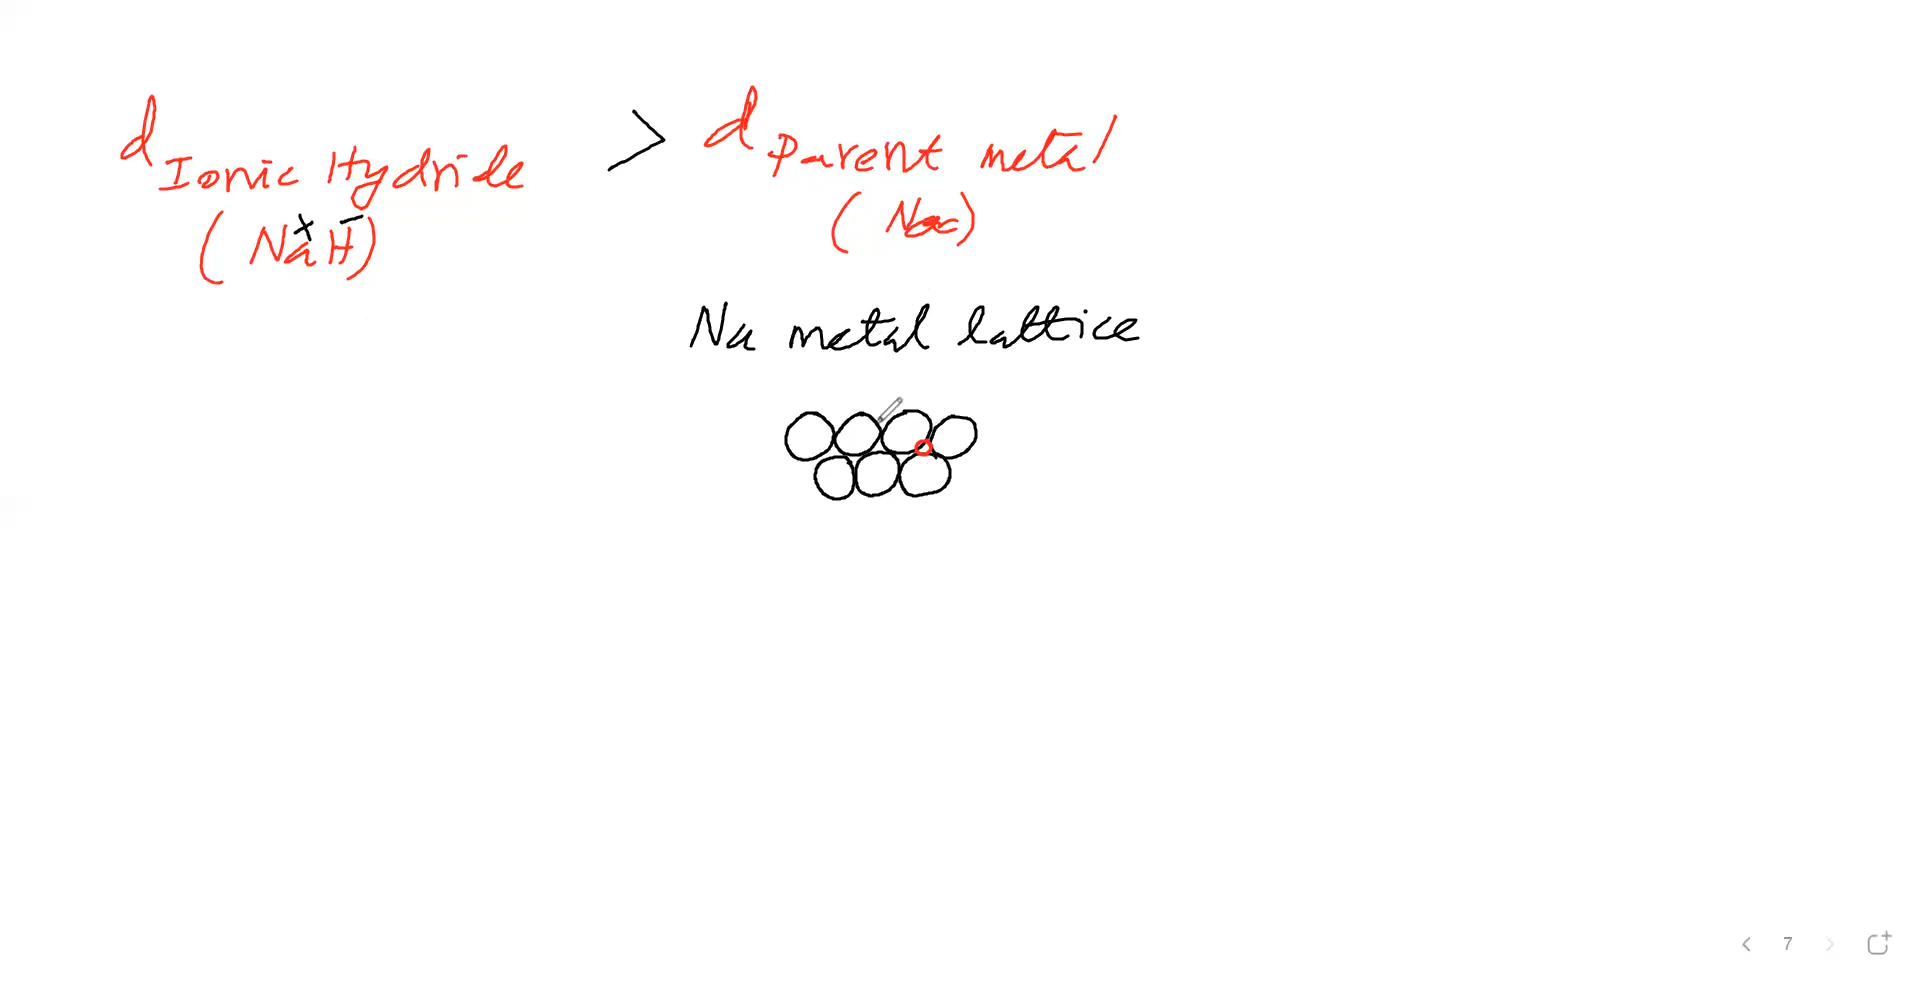 d Ionic Hydride > d Parent metal
(Na⁺H⁻) (Na)
Na metal lattice
7